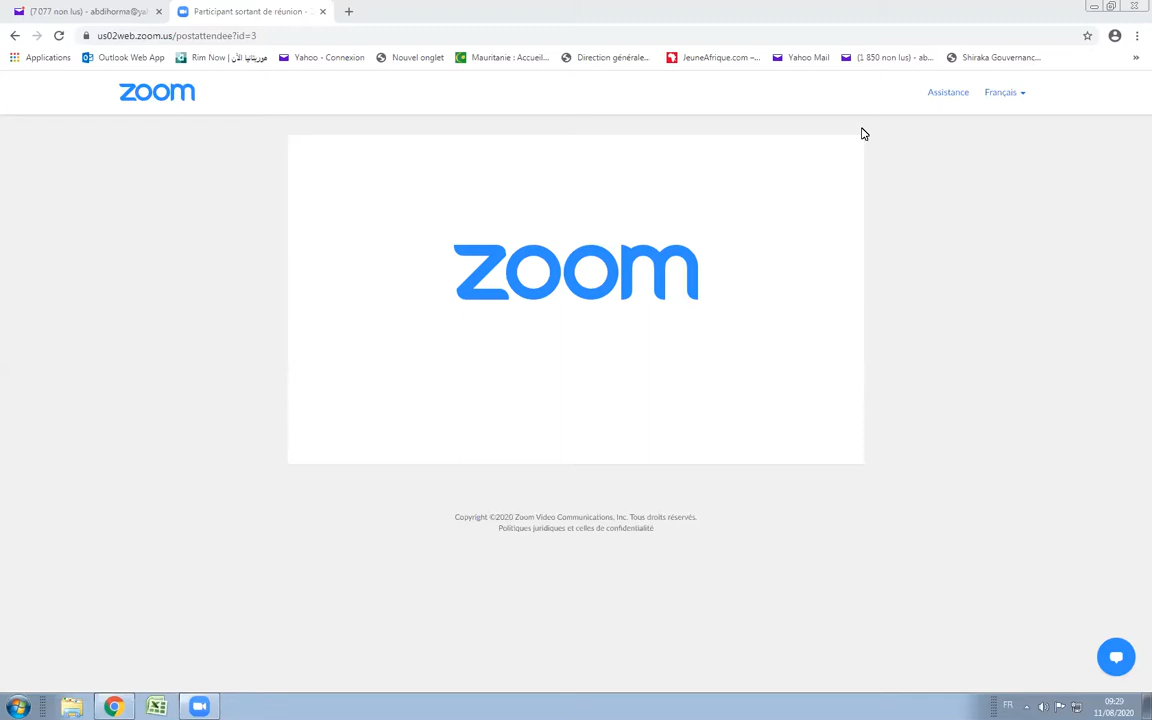 (7 077 non lus) - abdihorma@ya
Participant sortant de réunion -
us02web.zoom.us/postattendee?id=3
Applications
Outlook Web App
Rim Now | موريتانيا الآن
Yahoo - Connexion
Nouvel onglet
Mauritanie : Accueil...
Direction générale...
JeuneAfrique.com –...
Yahoo Mail
(1 850 non lus) - ab...
Shiraka Gouvernanc...
»
zoom
Assistance
Français
zoom
Copyright ©2020 Zoom Video Communications, Inc. Tous droits réservés.
Politiques juridiques et celles de confidentialité
FR
09:29
11/08/2020